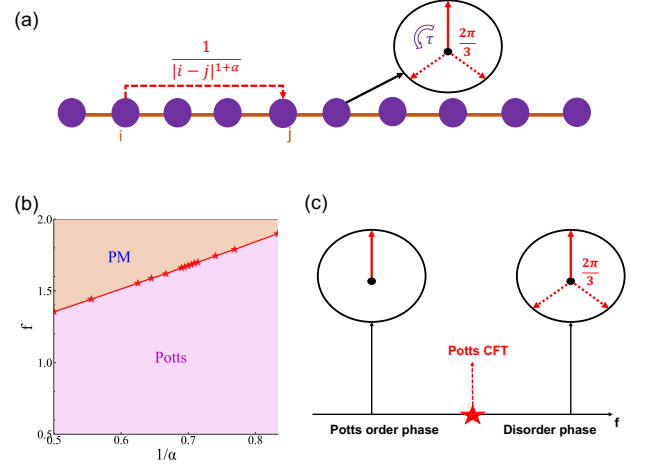 (a)
1
|i − j|^{1+α}
τ
2π
3
i
j
(b)
2.0
PM
1.5
f
1.0
Potts
0.5
0.5
0.6
0.7
0.8
1/α
(c)
2π
3
Potts CFT
Potts order phase
Disorder phase
f